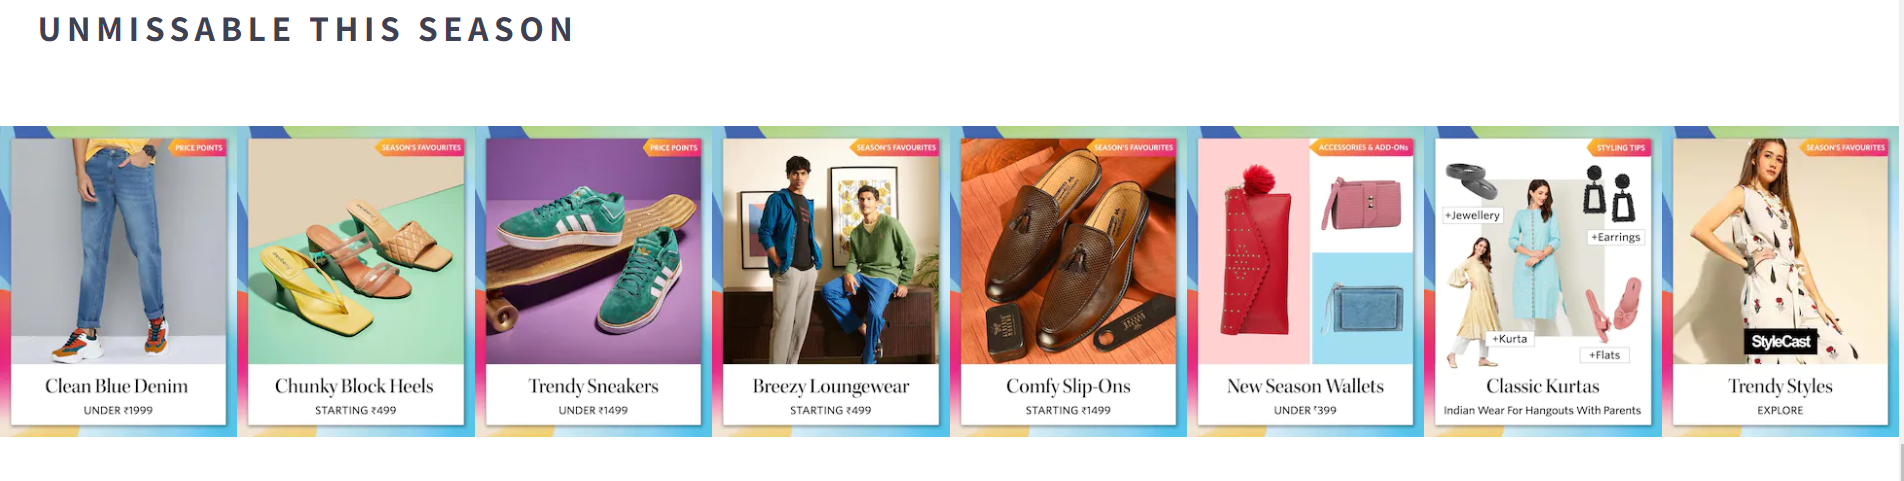 UNMISSABLE THIS SEASON
PRICE POINTS
Clean Blue Denim
UNDER ₹1999
SEASON'S FAVOURITES
Chunky Block Heels
STARTING ₹499
PRICE POINTS
Trendy Sneakers
UNDER ₹1499
SEASON'S FAVOURITES
Breezy Loungewear
STARTING ₹499
SEASON'S FAVOURITES
Comfy Slip-Ons
STARTING ₹1499
ACCESSORIES & ADD-ONs
New Season Wallets
UNDER ₹399
STYLING TIPS
+Jewellery
+Earrings
+Kurta
+Flats
Classic Kurtas
Indian Wear For Hangouts With Parents
SEASON'S FAVOURITES
StyleCast
Trendy Styles
EXPLORE